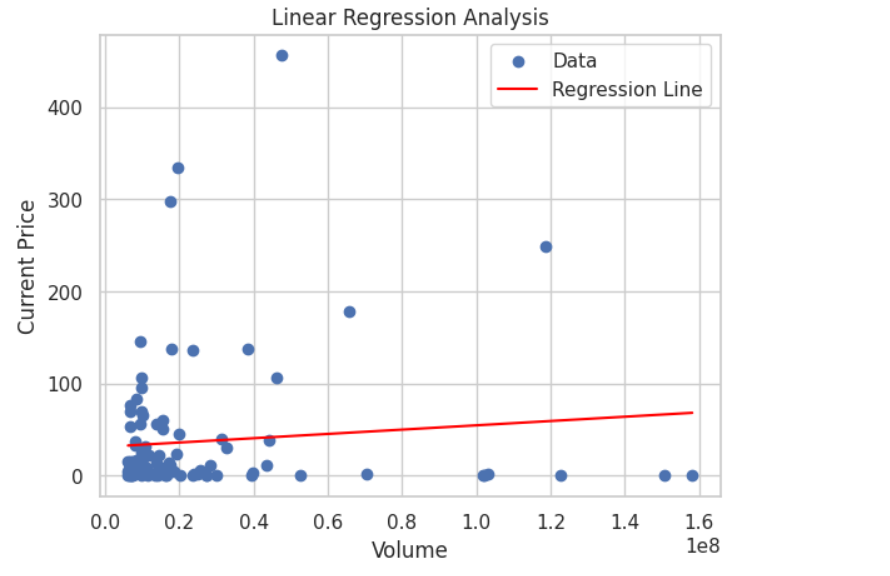 Linear Regression Analysis
Data
Regression Line
400
300
200
100
0
Current Price
0.0 0.2 0.4 0.6 0.8 1.0 1.2 1.4 1.6
1e8
Volume